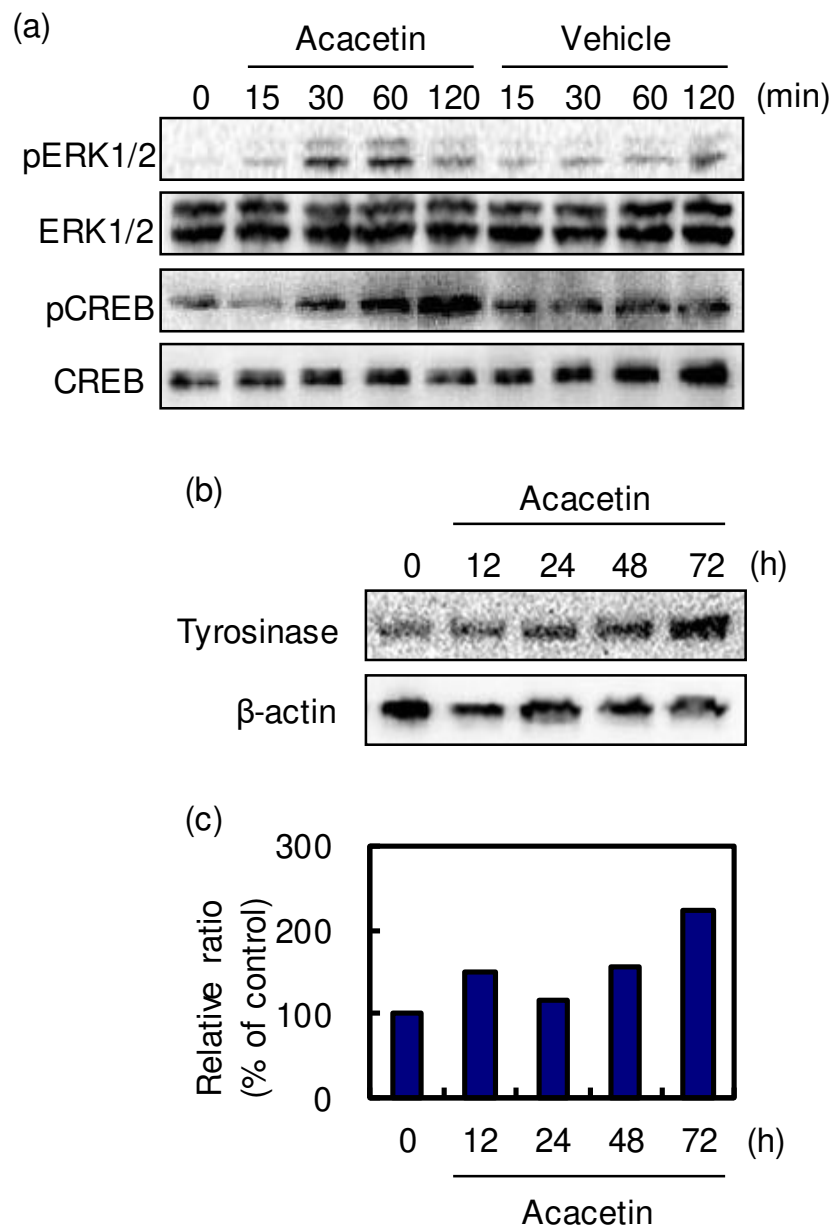 (a)
Acacetin Vehicle
0 15 30 60 120 15 30 60 120 (min)
pERK1/2
ERK1/2
pCREB
CREB
(b)
Acacetin
0 12 24 48 72 (h)
Tyrosinase
β-actin
(c)
Relative ratio
(% of control)
300
200
100
0
0 12 24 48 72 (h)
Acacetin